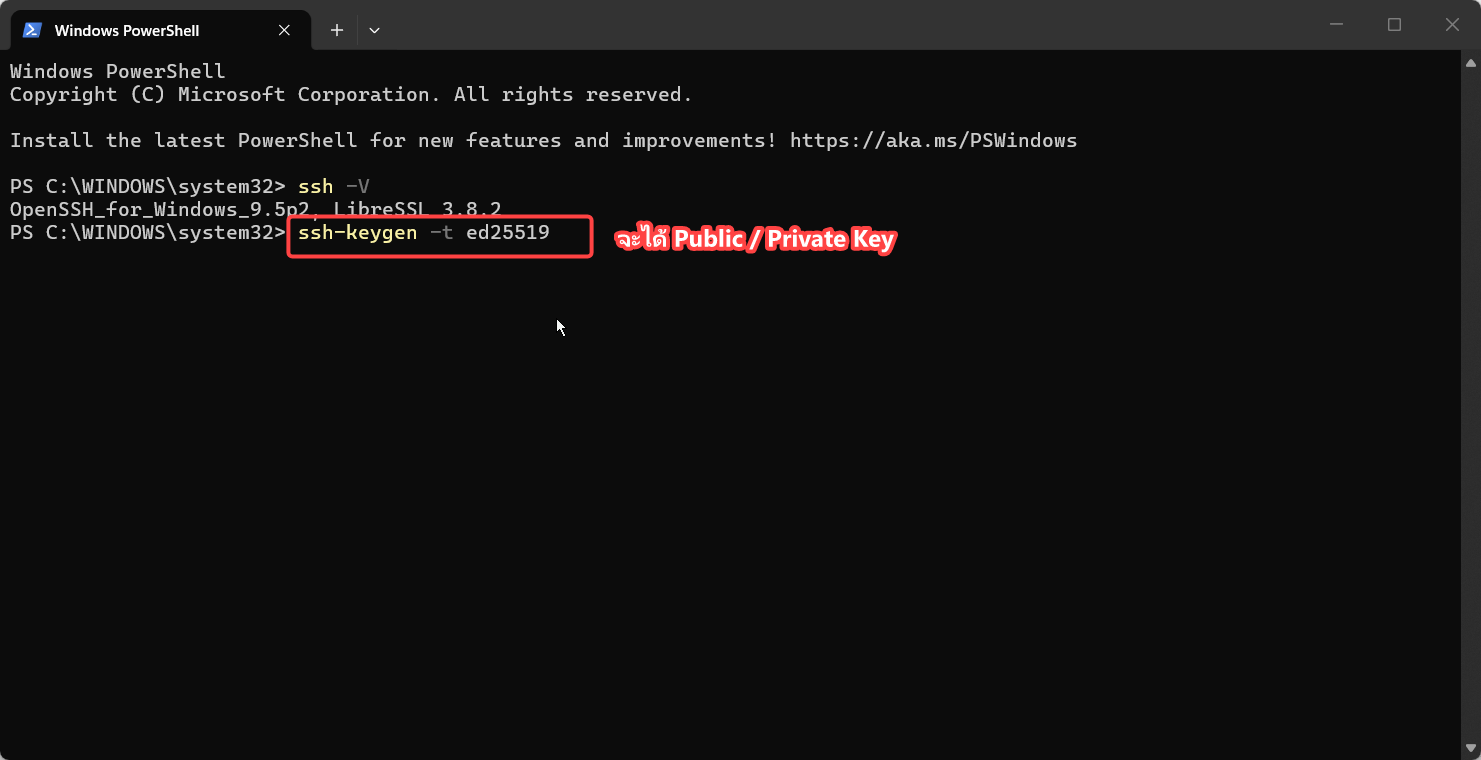 Windows PowerShell
Windows PowerShell
Copyright (C) Microsoft Corporation. All rights reserved.
Install the latest PowerShell for new features and improvements! https://aka.ms/PSWindows
PS C:\WINDOWS\system32> ssh -V
OpenSSH_for_Windows_9.5p2, LibreSSL 3.8.2
PS C:\WINDOWS\system32> ssh-keygen -t ed25519
จะได้ Public / Private Key